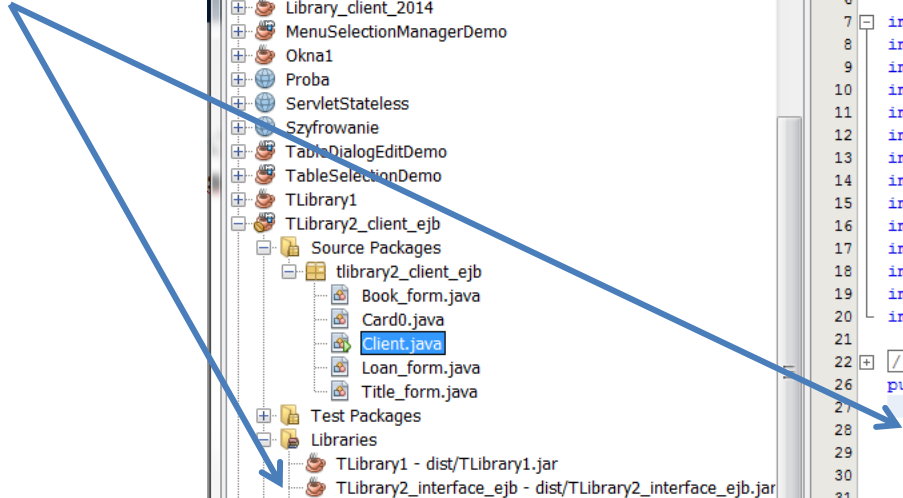 Library_client_2014
MenuSelectionManagerDemo
Okna1
Proba
ServletStateless
Szyfrowanie
TableDialogEditDemo
TableSelectionDemo
TLibrary1
TLibrary2_client_ejb
Source Packages
tlibrary2_client_ejb
Book_form.java
Card0.java
Client.java
Loan_form.java
Title_form.java
Test Packages
Libraries
TLibrary1 - dist/TLibrary1.jar
TLibrary2_interface_ejb - dist/TLibrary2_interface_ejb.jar
7
8
9
10
11
12
13
14
15
16
17
18
19
20
21
22 /
26
27
28
29
30